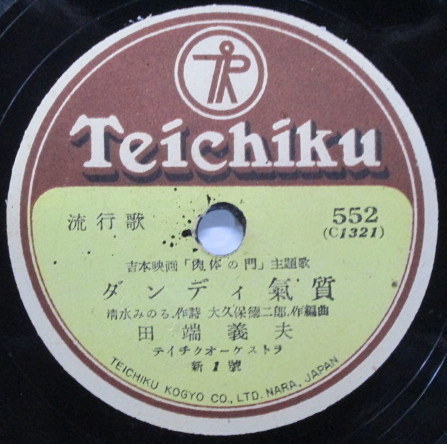 Teichiku
流行歌
552
(C1321)
吉本映画「肉体の門」主題歌
ダンディ氣質
清水みのる.作詩 大久保德二郎.作編曲
田端義夫
テイチクオーケストラ
新1號
TEICHIKU KOGYO CO., LTD. NARA, JAPAN